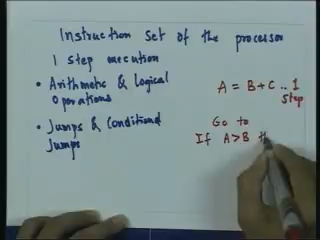 Instruction set of the processor
1 step execution
• Arithmetic & Logical
Operations
A = B + C .. 1
step
• Jumps & Conditional
Jumps
Go to
If A>B t